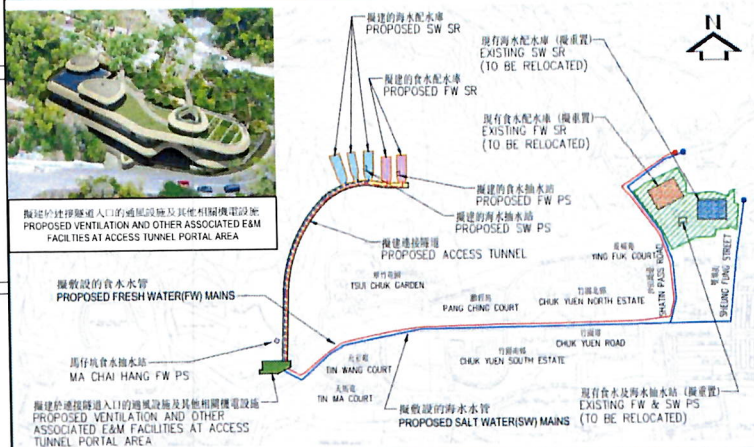 擬建於連接隧道入口的通風設施及其他相關機電設施
PROPOSED VENTILATION AND OTHER ASSOCIATED E&M
FACILTIES AT ACCESS TUNNEL PORTAL AREA
擬建的海水配水庫
PROPOSED SW SR
擬建的食水配水庫
PROPOSED FW SR
現有海水配水庫 (擬重置)
EXISTING SW SR
(TO BE RELOCATED)
N
現有食水配水庫 (擬重置)
EXISTING FW SR
(TO BE RELOCATED)
擬建的食水抽水站
PROPOSED FW PS
擬建的海水抽水站
PROPOSED SW PS
擬建連接隧道
PROPOSED ACCESS TUNNEL
翠竹花園
TSUI CHUK GARDEN
YING FUK COURT
SHATIN PASS ROAD
SHEUNG FUNG STREET
擬敷設的食水水管
PROPOSED FRESH WATER(FW) MAINS
鵬程苑
PANG CHING COURT
竹園北邨
CHUK YUEN NORTH ESTATE
竹園道
CHUK YUEN ROAD
竹園南邨
CHUK YUEN SOUTH ESTATE
馬仔坑食水抽水站
MA CHAI HANG FW PS
天宏苑
TIN WANG COURT
天馬苑
TIN MA COURT
擬建於連接隧道入口的通風設施及其他相關機電設施
PROPOSED VENTILATION AND OTHER
ASSOCIATED E&M FACILITIES AT ACCESS
TUNNEL PORTAL AREA
擬敷設的海水水管
PROPOSED SALT WATER(SW) MAINS
現有食水及海水抽水站 (擬重置)
EXISTING FW & SW PS
(TO BE RELOCATED)